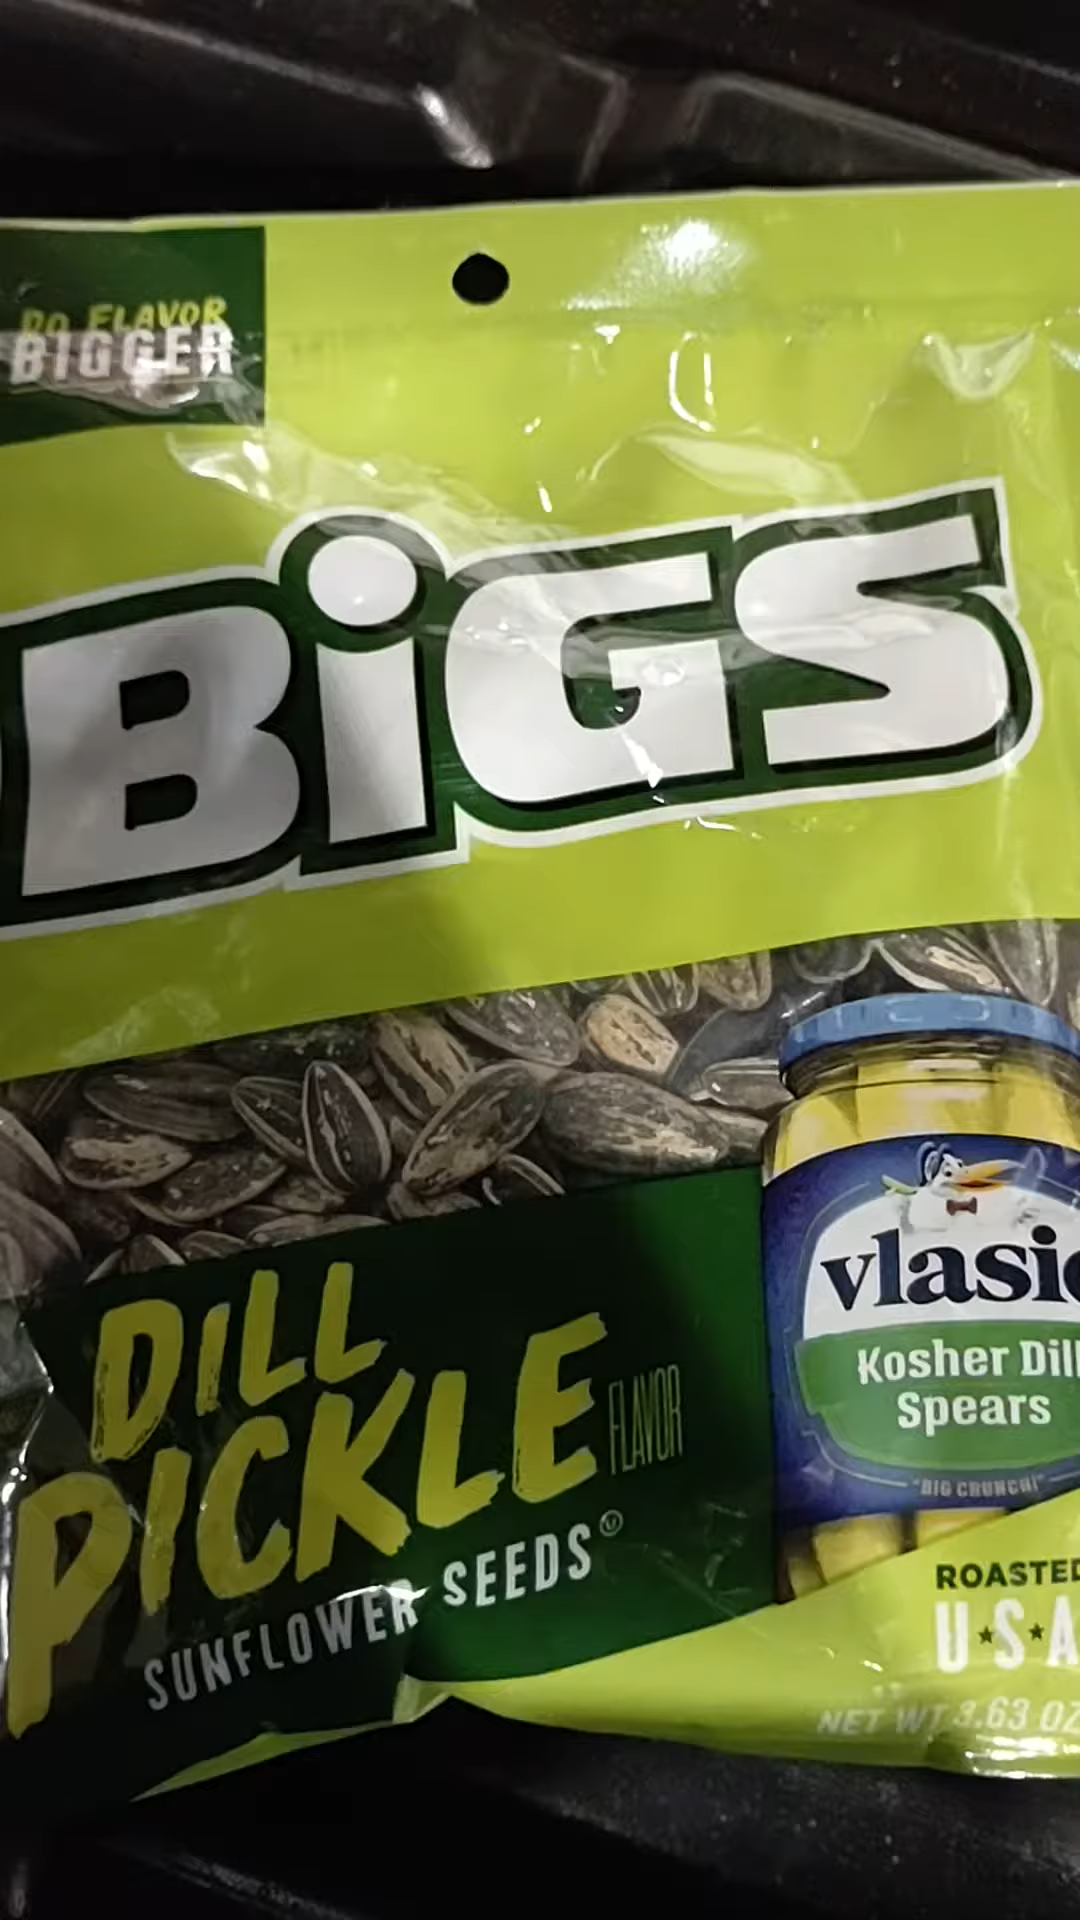 DO FLAVOR
BIGGER
BiGS
vlasic
Kosher Dill
Spears
"BIG CRUNCH!"
DILL
PICKLE
FLAVOR
SUNFLOWER SEEDS
ROASTED
U★S★A
NET WT 3.63 OZ